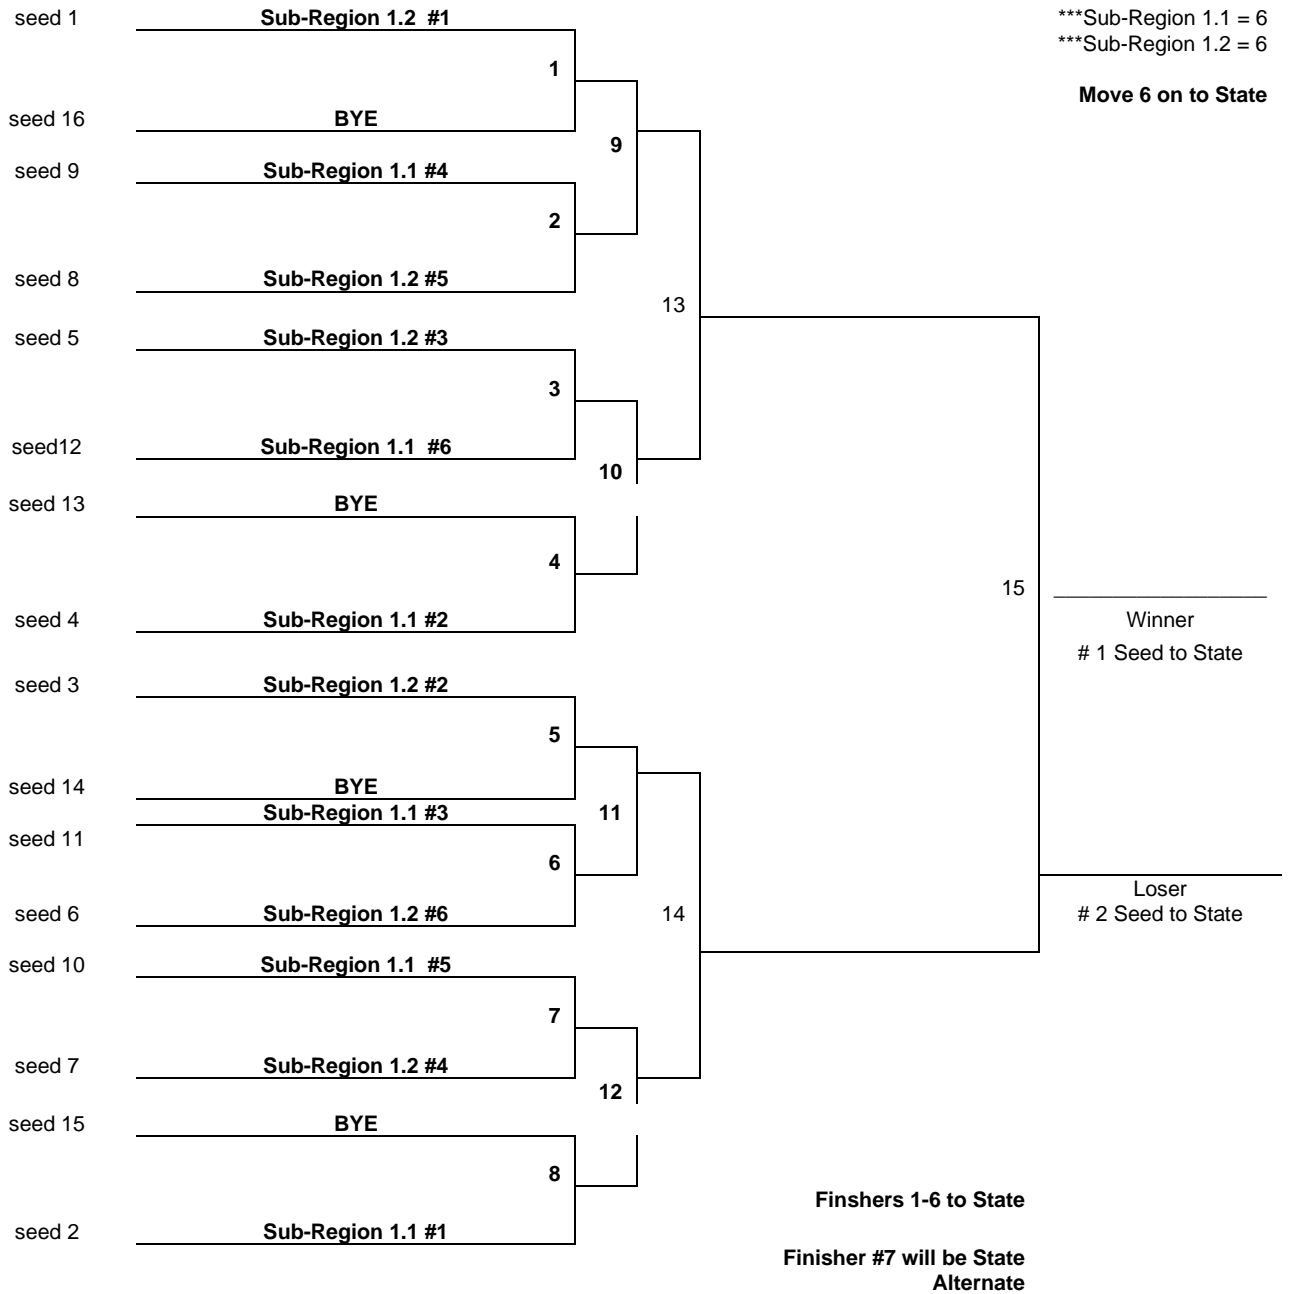 seed 1 Sub-Region 1.2 #1 ***Sub-Region 1.1 = 6
***Sub-Region 1.2 = 6
1
Move 6 on to State
seed 16 BYE
9
seed 9 Sub-Region 1.1 #4
2
seed 8 Sub-Region 1.2 #5
13
seed 5 Sub-Region 1.2 #3
3
seed12 Sub-Region 1.1 #6
10
seed 13 BYE
4
15 ___________________
seed 4 Sub-Region 1.1 #2 Winner
# 1 Seed to State
seed 3 Sub-Region 1.2 #2
5
seed 14 BYE
Sub-Region 1.1 #3 11
seed 11
6
Loser
seed 6 Sub-Region 1.2 #6 14 # 2 Seed to State
seed 10 Sub-Region 1.1 #5
7
seed 7 Sub-Region 1.2 #4
12
seed 15 BYE
8
Finshers 1-6 to State
seed 2 Sub-Region 1.1 #1
Finisher #7 will be State
Alternate